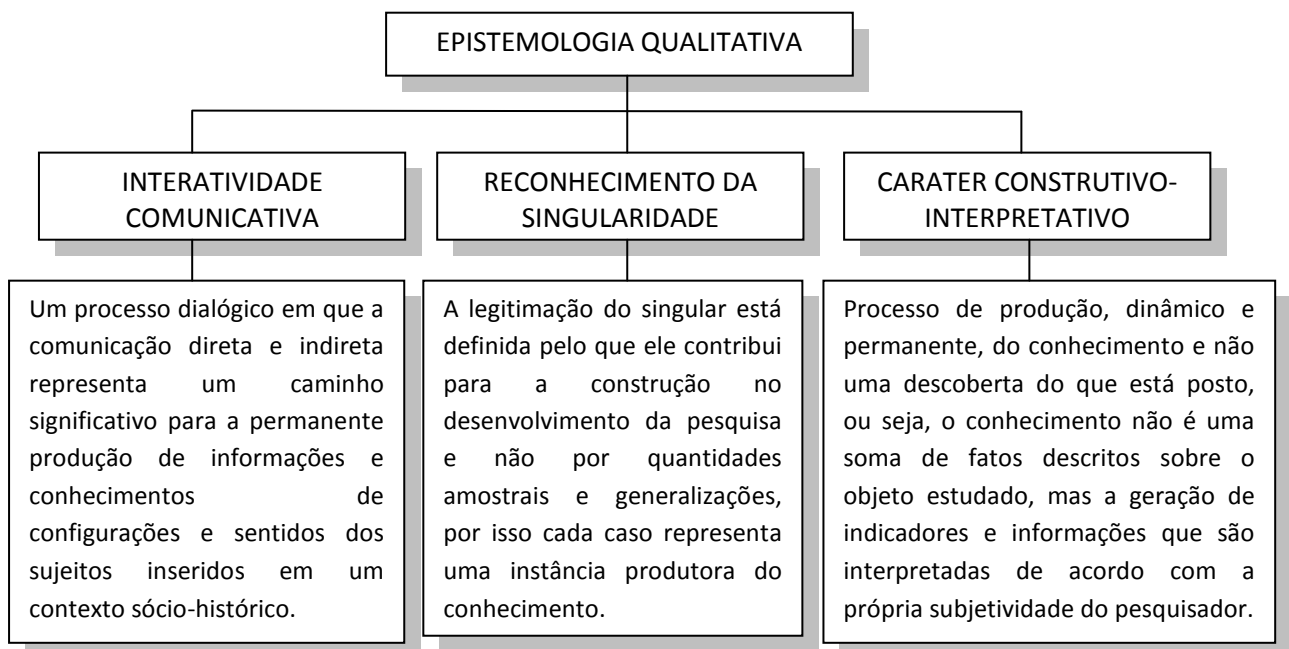 EPISTEMOLOGIA QUALITATIVA
INTERATIVIDADE
COMUNICATIVA
RECONHECIMENTO DA
SINGULARIDADE
CARATER CONSTRUTIVO-
INTERPRETATIVO
Um processo dialógico em que a
comunicação direta e indireta
representa um caminho
significativo para a permanente
produção de informações e
conhecimentos de
configurações e sentidos dos
sujeitos inseridos em um
contexto sócio-histórico.
A legitimação do singular está
definida pelo que ele contribui
para a construção no
desenvolvimento da pesquisa
e não por quantidades
amostrais e generalizações,
por isso cada caso representa
uma instância produtora do
conhecimento.
Processo de produção, dinâmico e
permanente, do conhecimento e não
uma descoberta do que está posto,
ou seja, o conhecimento não é uma
soma de fatos descritos sobre o
objeto estudado, mas a geração de
indicadores e informações que são
interpretadas de acordo com a
própria subjetividade do pesquisador.